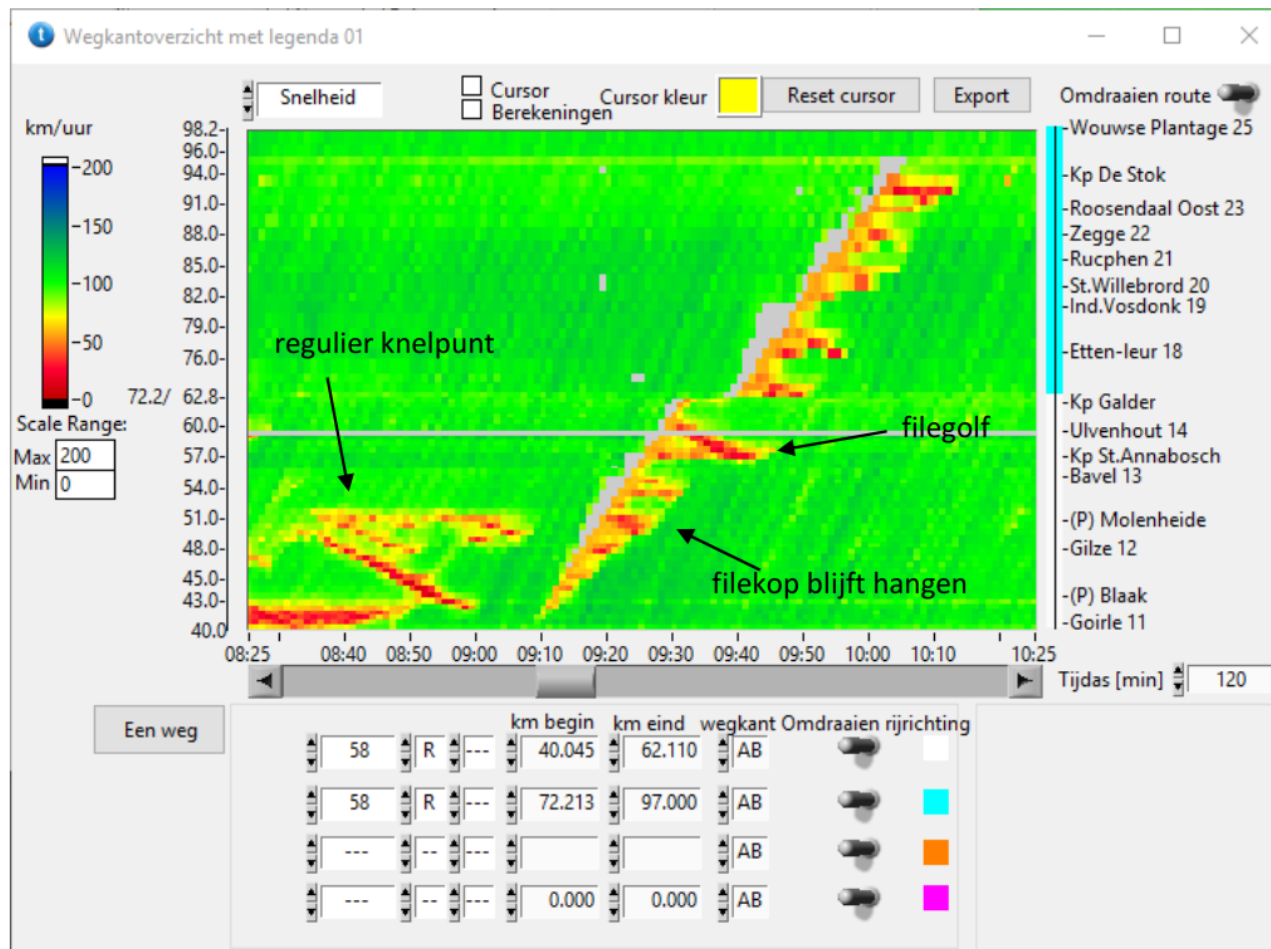 Wegkantoverzicht met legenda 01
Snelheid
Cursor
Berekeningen
Cursor kleur
Reset cursor
Export
Omdraaien route
km/uur
200
150
100
50
0
Scale Range:
Max 200
Min 0
98.2
96.0
94.0
91.0
88.0
85.0
82.0
79.0
76.0
72.2/ 62.8
60.0
57.0
54.0
51.0
48.0
45.0
43.0
40.0
regulier knelpunt
filegolf
filekop blijft hangen
Wouwse Plantage 25
Kp De Stok
Roosendaal Oost 23
Zegge 22
Rucphen 21
St.Willebrord 20
Ind.Vosdonk 19
Etten-leur 18
Kp Galder
Ulvenhout 14
Kp St.Annabosch
Bavel 13
(P) Molenheide
Gilze 12
(P) Blaak
Goirle 11
08:25 08:40 08:50 09:00 09:10 09:20 09:30 09:40 09:50 10:00 10:10 10:25
Tijdas [min] 120
Een weg
km begin km eind wegkant Omdraaien rijrichting
58 R --- 40.045 62.110 AB
58 R --- 72.213 97.000 AB
--- -- --- AB
--- -- --- 0.000 0.000 AB